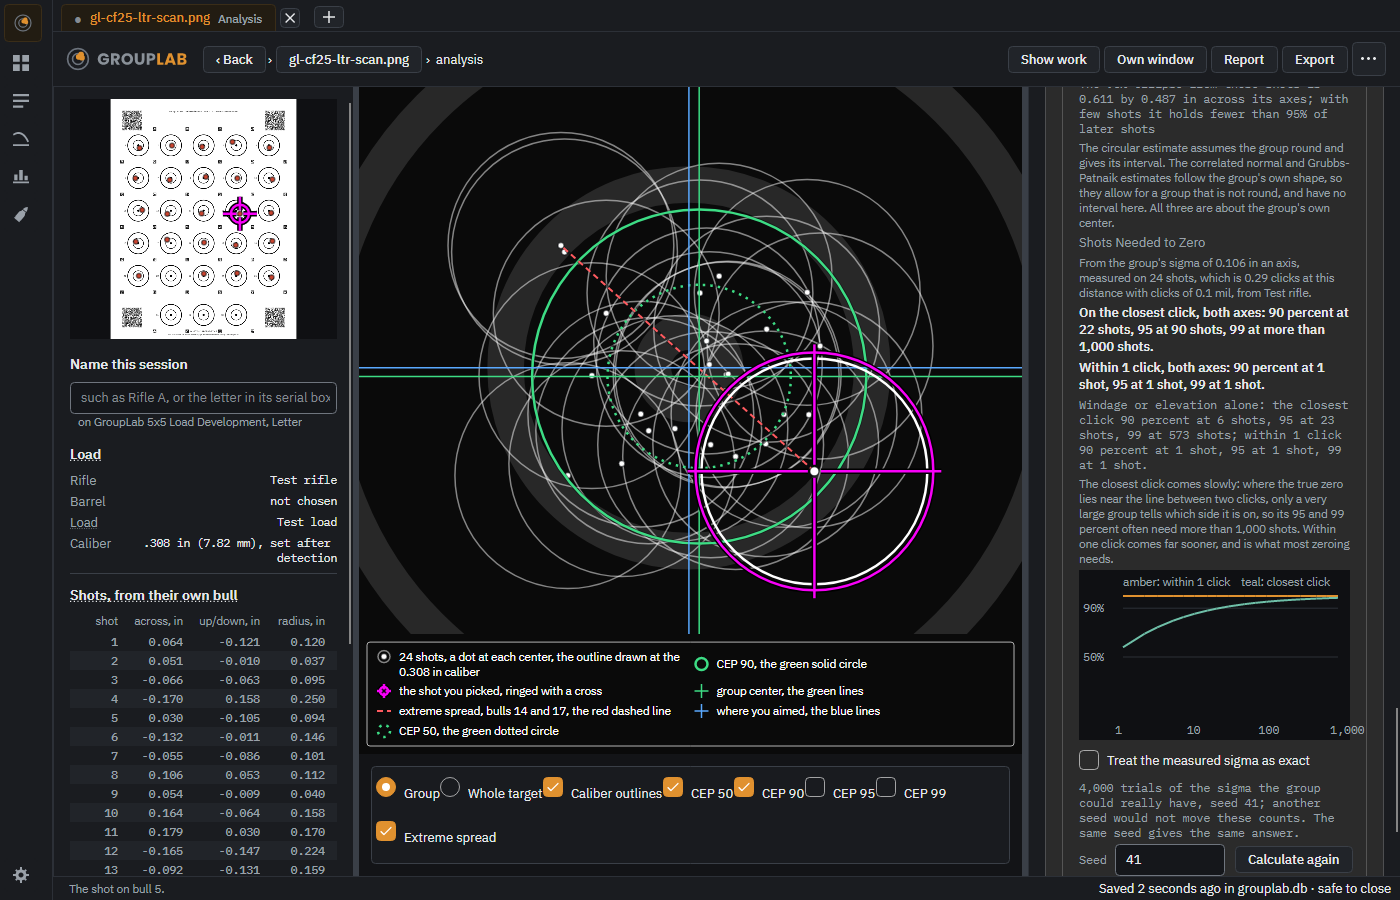 gl-cf25-ltr-scan.png Analysis
GROUPLAB
‹ Back › gl-cf25-ltr-scan.png › analysis
Show work Own window Report Export ...
Name this session
such as Rifle A, or the letter in its serial box
on GroupLab 5x5 Load Development, Letter
Load
Rifle Test rifle
Barrel not chosen
Load Test load
Caliber .308 in (7.82 mm), set after
detection
Shots, from their own bull
shot across, in up/down, in radius, in
1 0.064 -0.121 0.120
2 0.051 -0.010 0.037
3 -0.066 -0.063 0.095
4 -0.170 0.158 0.250
5 0.030 -0.105 0.094
6 -0.132 -0.011 0.146
7 -0.055 -0.086 0.101
8 0.106 0.053 0.112
9 0.054 -0.009 0.040
10 0.164 -0.064 0.158
11 0.179 0.030 0.170
12 -0.165 -0.147 0.224
13 -0.092 -0.131 0.159
24 shots, a dot at each center, the outline drawn at the
0.308 in caliber
the shot you picked, ringed with a cross
extreme spread, bulls 14 and 17, the red dashed line
CEP 50, the green dotted circle
CEP 90, the green solid circle
group center, the green lines
where you aimed, the blue lines
Group Whole target Caliber outlines CEP 50 CEP 90 CEP 95 CEP 99
Extreme spread
0.611 by 0.487 in across its axes; with
few shots it holds fewer than 95% of
later shots
The circular estimate assumes the group round and
gives its interval. The correlated normal and Grubbs-
Patnaik estimates follow the group's own shape, so
they allow for a group that is not round, and have no
interval here. All three are about the group's own
center.
Shots Needed to Zero
From the group's sigma of 0.106 in an axis,
measured on 24 shots, which is 0.29 clicks at this
distance with clicks of 0.1 mil, from Test rifle.
On the closest click, both axes: 90 percent at
22 shots, 95 at 90 shots, 99 at more than
1,000 shots.
Within 1 click, both axes: 90 percent at 1
shot, 95 at 1 shot, 99 at 1 shot.
Windage or elevation alone: the closest
click 90 percent at 6 shots, 95 at 23
shots, 99 at 573 shots; within 1 click
90 percent at 1 shot, 95 at 1 shot, 99
at 1 shot.
The closest click comes slowly: where the true zero
lies near the line between two clicks, only a very
large group tells which side it is on, so its 95 and 99
percent often need more than 1,000 shots. Within
one click comes far sooner, and is what most zeroing
needs.
amber: within 1 click teal: closest click
90%
50%
1 10 100 1,000
Treat the measured sigma as exact
4,000 trials of the sigma the group
could really have, seed 41; another
seed would not move these counts. The
same seed gives the same answer.
Seed 41 Calculate again
The shot on bull 5.
Saved 2 seconds ago in grouplab.db · safe to close